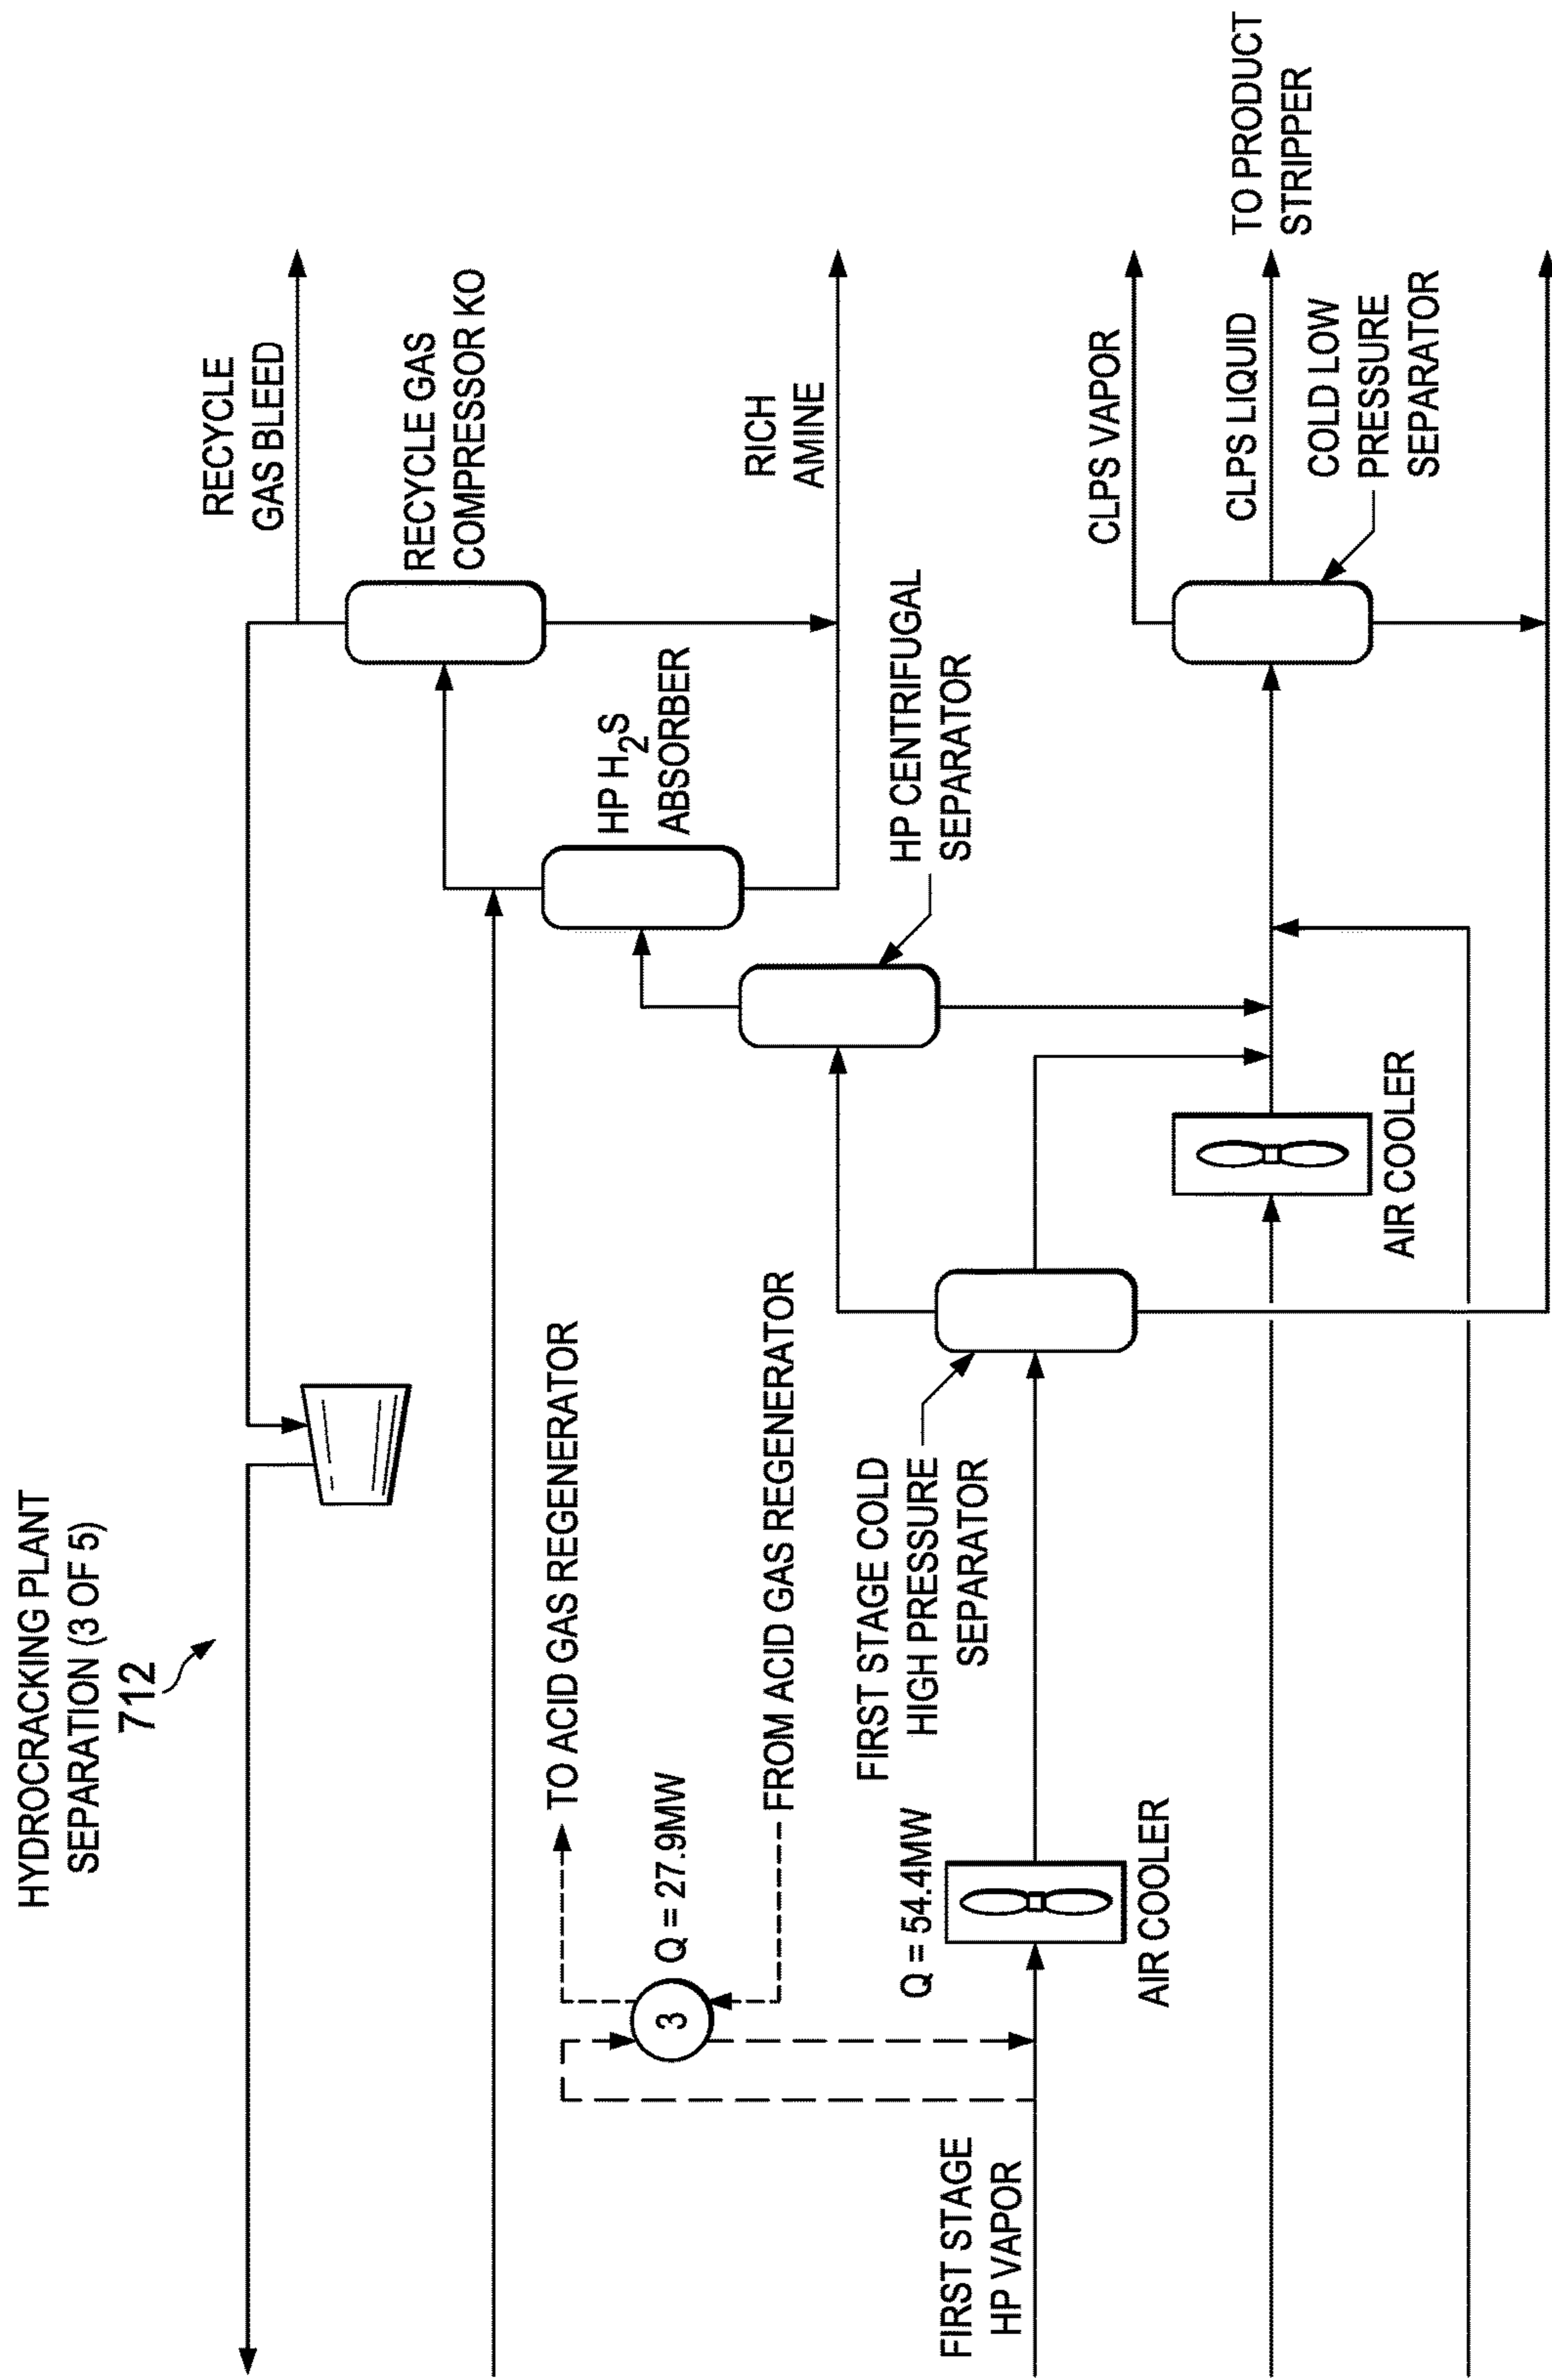 HYDROCRACKING PLANT
SEPARATION (3 OF 5)
712
RECYCLE
GAS BLEED
RECYCLE GAS
COMPRESSOR KO
HP H2S
ABSORBER
RICH
AMINE
HP CENTRIFUGAL
SEPARATOR
TO ACID GAS REGENERATOR
3
Q = 27.9MW
FROM ACID GAS REGENERATOR
FIRST STAGE COLD
HIGH PRESSURE
SEPARATOR
Q = 54.4MW
AIR COOLER
FIRST STAGE
HP VAPOR
AIR COOLER
CLPS VAPOR
CLPS LIQUID
TO PRODUCT
STRIPPER
COLD LOW
PRESSURE
SEPARATOR